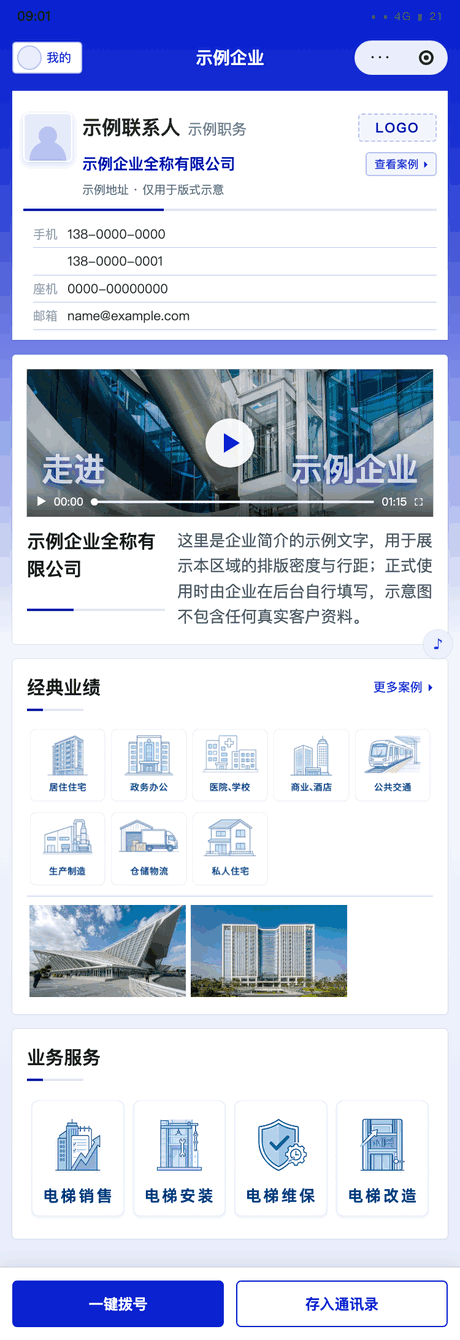 09:01
4G 21
我的
示例企业
示例联系人 示例职务
LOGO
示例企业全称有限公司
查看案例
示例地址 · 仅用于版式示意
手机 138-0000-0000
138-0000-0001
座机 0000-00000000
邮箱 name@example.com
走进 示例企业
00:00 01:15
示例企业全称有
限公司
这里是企业简介的示例文字，用于展
示本区域的排版密度与行距；正式使
用时由企业在后台自行填写，示意图
不包含任何真实客户资料。
经典业绩
更多案例
居住住宅 政务办公 医院、学校 商业、酒店 公共交通
生产制造 仓储物流 私人住宅
业务服务
电梯销售 电梯安装 电梯维保 电梯改造
一键拨号 存入通讯录